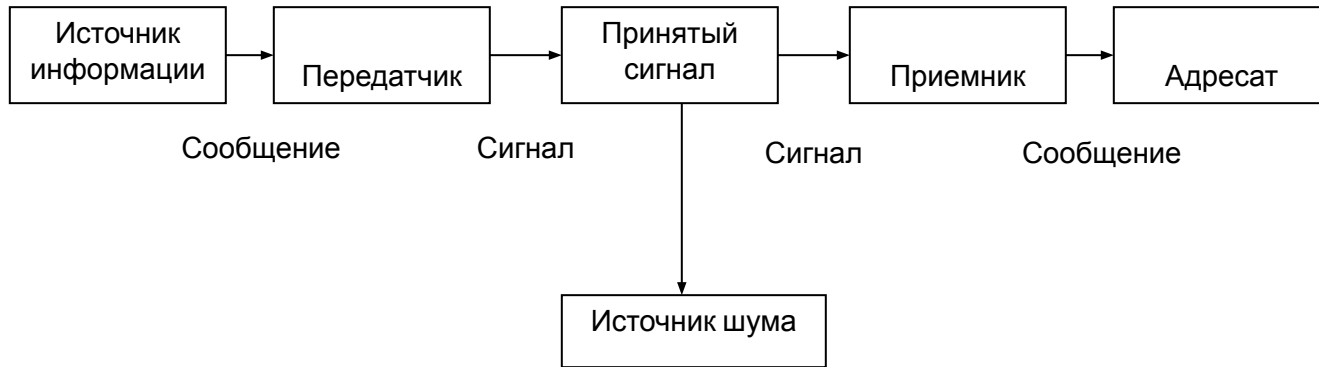 Источник
информации
Передатчик
Принятый
сигнал
Приемник
Адресат
Сообщение
Сигнал
Сигнал
Сообщение
Источник шума